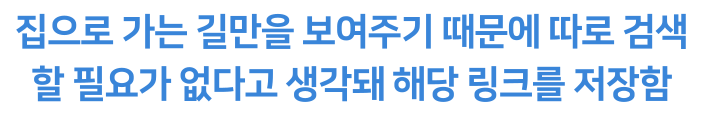 집으로 가는 길만을 보여주기 때문에 따로 검색
할 필요가 없다고 생각돼 해당 링크를 저장함